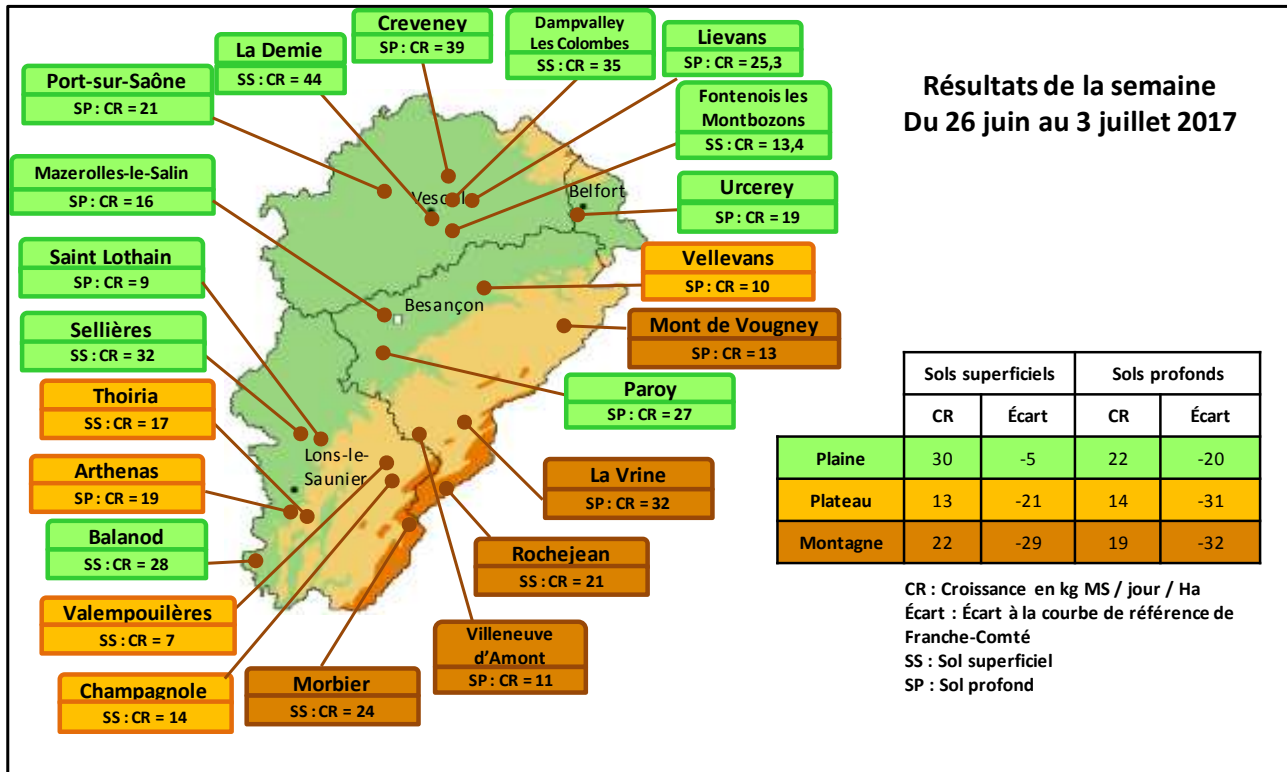 Creveney
SP : CR = 39
Dampvalley
Les Colombes
SS : CR = 35
Lievans
SP : CR = 25,3
La Demie
SS : CR = 44
Port-sur-Saône
SP : CR = 21
Fontenois les
Montbozons
SS : CR = 13,4
Résultats de la semaine
Du 26 juin au 3 juillet 2017
Mazerolles-le-Salin
SP : CR = 16
Vesoul
Belfort
Urcerey
SP : CR = 19
Saint Lothain
SP : CR = 9
Vellevans
SP : CR = 10
Besançon
Sellières
SS : CR = 32
Mont de Vougney
SP : CR = 13
Thoiria
SS : CR = 17
Paroy
SP : CR = 27
Arthenas
SP : CR = 19
Lons-le-
Saunier
La Vrine
SP : CR = 32
Balanod
SS : CR = 28
Rochejean
SS : CR = 21
Valempouilères
SS : CR = 7
Villeneuve
d'Amont
SP : CR = 11
Champagnole
SS : CR = 14
Morbier
SS : CR = 24
Sols superficiels Sols profonds
CR Écart CR Écart
Plaine 30 -5 22 -20
Plateau 13 -21 14 -31
Montagne 22 -29 19 -32
CR : Croissance en kg MS / jour / Ha
Écart : Écart à la courbe de référence de
Franche-Comté
SS : Sol superficiel
SP : Sol profond